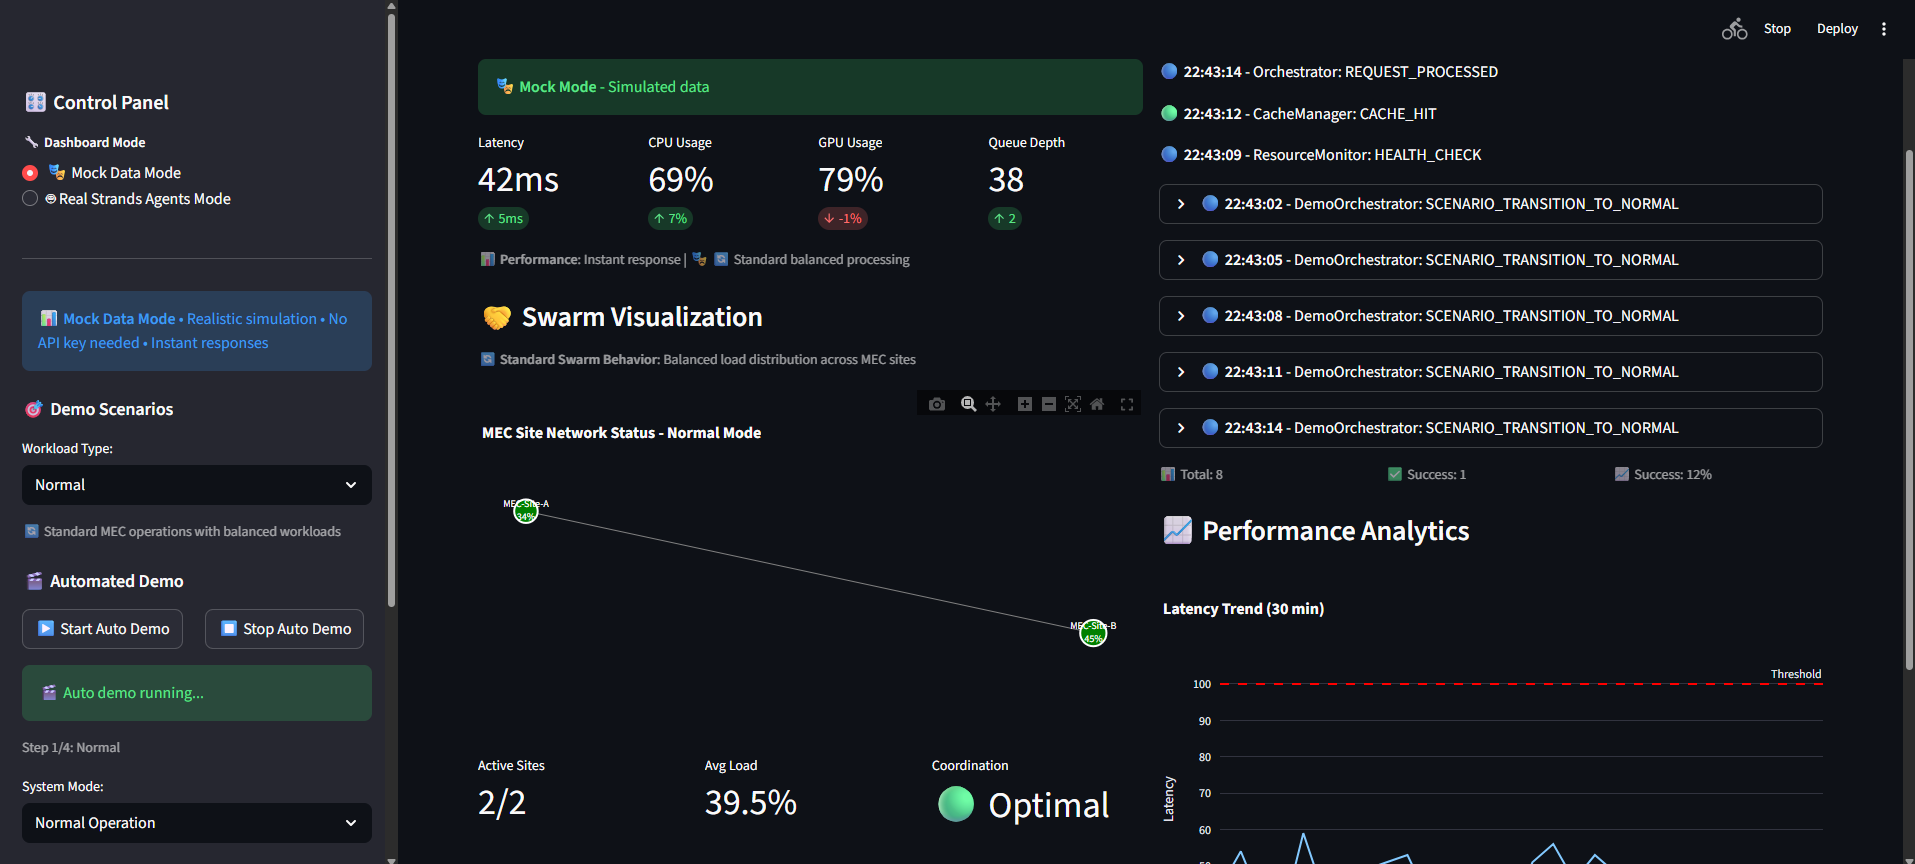 Stop
Deploy
Control Panel
Dashboard Mode
Mock Data Mode
Real Strands Agents Mode
Mock Data Mode • Realistic simulation • No
API key needed • Instant responses
Demo Scenarios
Workload Type:
Normal
Standard MEC operations with balanced workloads
Automated Demo
Start Auto Demo
Stop Auto Demo
Auto demo running...
Step 1/4: Normal
System Mode:
Normal Operation
Mock Mode - Simulated data
Latency
42ms
↑ 5ms
CPU Usage
69%
↑ 7%
GPU Usage
79%
↓ -1%
Queue Depth
38
↑ 2
Performance: Instant response | Standard balanced processing
Swarm Visualization
Standard Swarm Behavior: Balanced load distribution across MEC sites
MEC Site Network Status - Normal Mode
MEC-Site-A
34%
MEC-Site-B
45%
Active Sites
2/2
Avg Load
39.5%
Coordination
Optimal
22:43:14 - Orchestrator: REQUEST_PROCESSED
22:43:12 - CacheManager: CACHE_HIT
22:43:09 - ResourceMonitor: HEALTH_CHECK
22:43:02 - DemoOrchestrator: SCENARIO_TRANSITION_TO_NORMAL
22:43:05 - DemoOrchestrator: SCENARIO_TRANSITION_TO_NORMAL
22:43:08 - DemoOrchestrator: SCENARIO_TRANSITION_TO_NORMAL
22:43:11 - DemoOrchestrator: SCENARIO_TRANSITION_TO_NORMAL
22:43:14 - DemoOrchestrator: SCENARIO_TRANSITION_TO_NORMAL
Total: 8
Success: 1
Success: 12%
Performance Analytics
Latency Trend (30 min)
Threshold
100
90
80
70
60
Latency